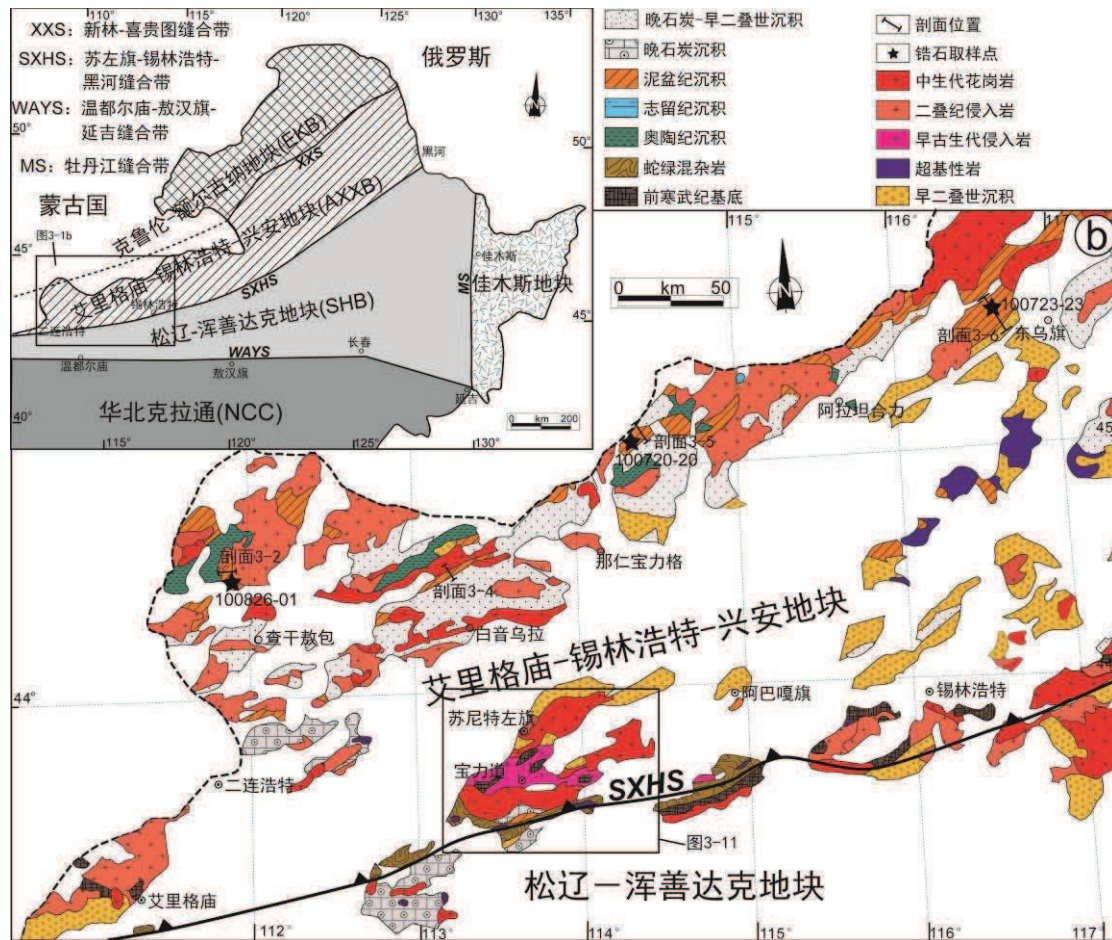 XXS：新林-喜贵图缝合带
SXHS：苏左旗-锡林浩特-
黑河缝合带
WAYS：温都尔庙-敖汉旗-
延吉缝合带
MS：牡丹江缝合带
110°
115°
120°
125°
130°
135°
俄罗斯
N
50°
50°
黑河
额尔古纳地块(EKB)
XXS
克鲁伦
蒙古国
图3-1b
45°
艾里格庙-锡林浩特-兴安地块(AXXB)
锡林浩特
SXHS
二连浩特
松辽-浑善达克地块(SHB)
MS
佳木斯
佳木斯地块
45°
WAYS
长春
温都尔庙
敖汉旗
延吉
40°
华北克拉通(NCC)
0 km 200
115°
120°
125°
130°
晚石炭-早二叠世沉积
晚石炭沉积
泥盆纪沉积
志留纪沉积
奥陶纪沉积
蛇绿混杂岩
前寒武纪基底
剖面位置
锆石取样点
中生代花岗岩
二叠纪侵入岩
早古生代侵入岩
超基性岩
早二叠世沉积
115°
116°
117°
b
0 km 50
N
100723-23
剖面3-6
东乌旗
阿拉坦合力
45
剖面3-5
100720-20
那仁宝力格
剖面3-2
100826-01
剖面3-4
查干敖包
白音乌拉
艾里格庙-锡林浩特-兴安地块
44°
苏尼特左旗
阿巴嘎旗
锡林浩特
二连浩特
宝力道
SXHS
图3-11
松辽－浑善达克地块
艾里格庙
112°
113°
114°
115°
116°
117°